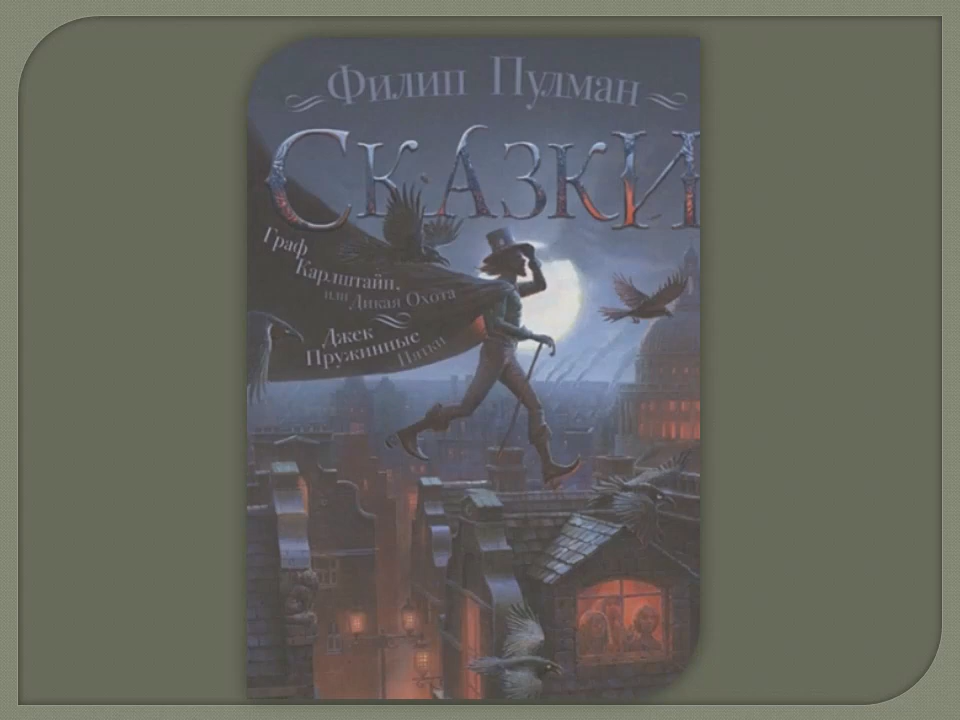 Филип Пулман
Сказки
Граф
Карлштайн,
или Дикая Охота
Джек
Пружинные
Пятки